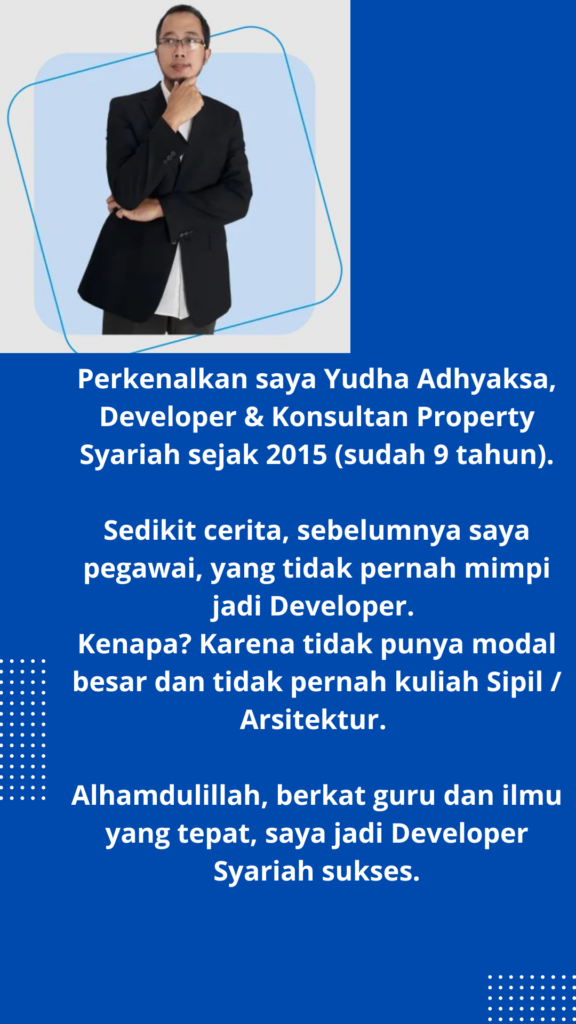 Perkenalkan saya Yudha Adhyaksa,
Developer & Konsultan Property
Syariah sejak 2015 (sudah 9 tahun).
Sedikit cerita, sebelumnya saya
pegawai, yang tidak pernah mimpi
jadi Developer.
Kenapa? Karena tidak punya modal
besar dan tidak pernah kuliah Sipil /
Arsitektur.
Alhamdulillah, berkat guru dan ilmu
yang tepat, saya jadi Developer
Syariah sukses.